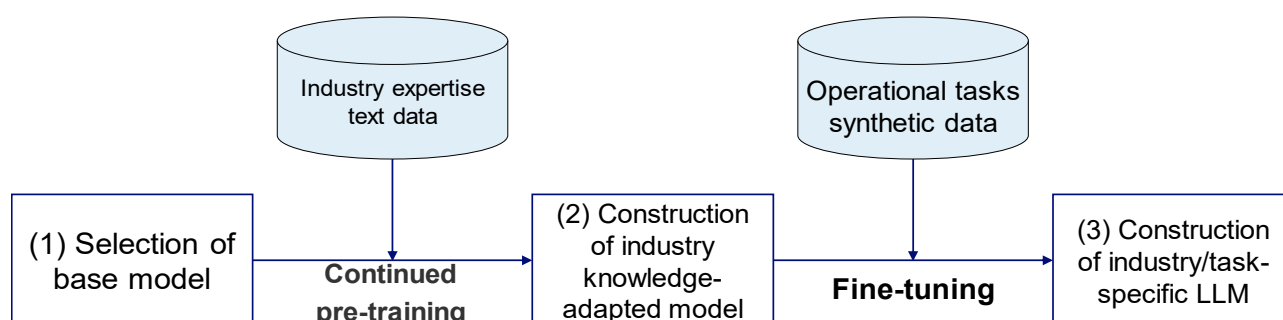 Industry expertise
text data
Operational tasks
synthetic data
(1) Selection of
base model
Continued
pre-training
(2) Construction
of industry
knowledge-
adapted model
Fine-tuning
(3) Construction
of industry/task-
specific LLM